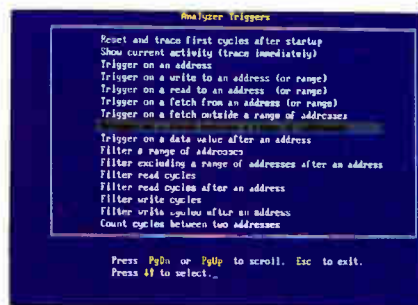 Analyzer Triggers
Reset and trace first cycles after startup
Show current activity (trace immediately)
Trigger on an address
Trigger on a write to an address (or range)
Trigger on a read to an address (or range)
Trigger on a fetch from an address (or range)
Trigger on a fetch outside a range of addresses
Trigger on a data value after an address
Filter a range of addresses
Filter excluding a range of addresses after an address
Filter read cycles
Filter read cycles after an address
Filter write cycles
Filter write cycles after an address
Count cycles between two addresses
Press PgDn or PgUp to scroll. Esc to exit.
Press ↓↑ to select._